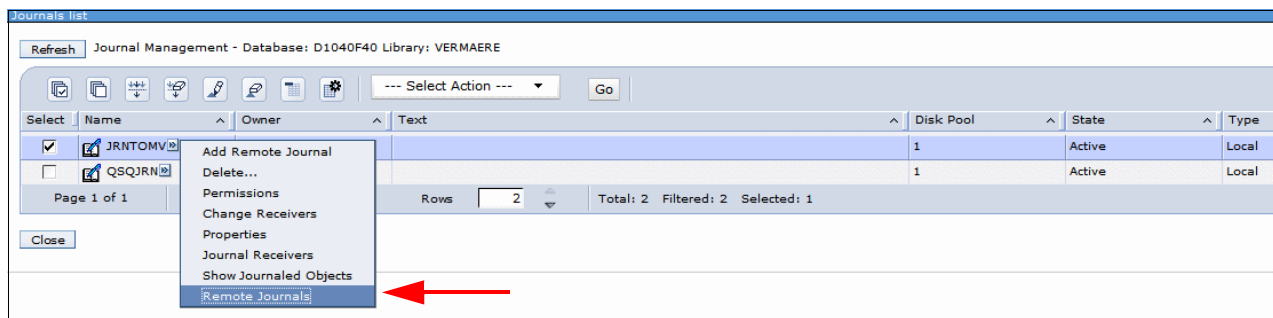 Journals list
Refresh Journal Management - Database: D1040F40 Library: VERMAERE
--- Select Action --- Go
Select Name Owner Text Disk Pool State Type
JRNTOMV 1 Active Local
QSQJRN 1 Active Local
Page 1 of 1 Rows 2 Total: 2 Filtered: 2 Selected: 1
Close
Add Remote Journal
Delete...
Permissions
Change Receivers
Properties
Journal Receivers
Show Journaled Objects
Remote Journals